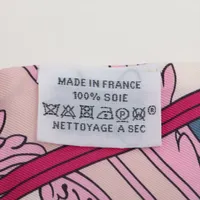 MADE IN FRANCE
100% SOIE
NETTOYAGE A SEC